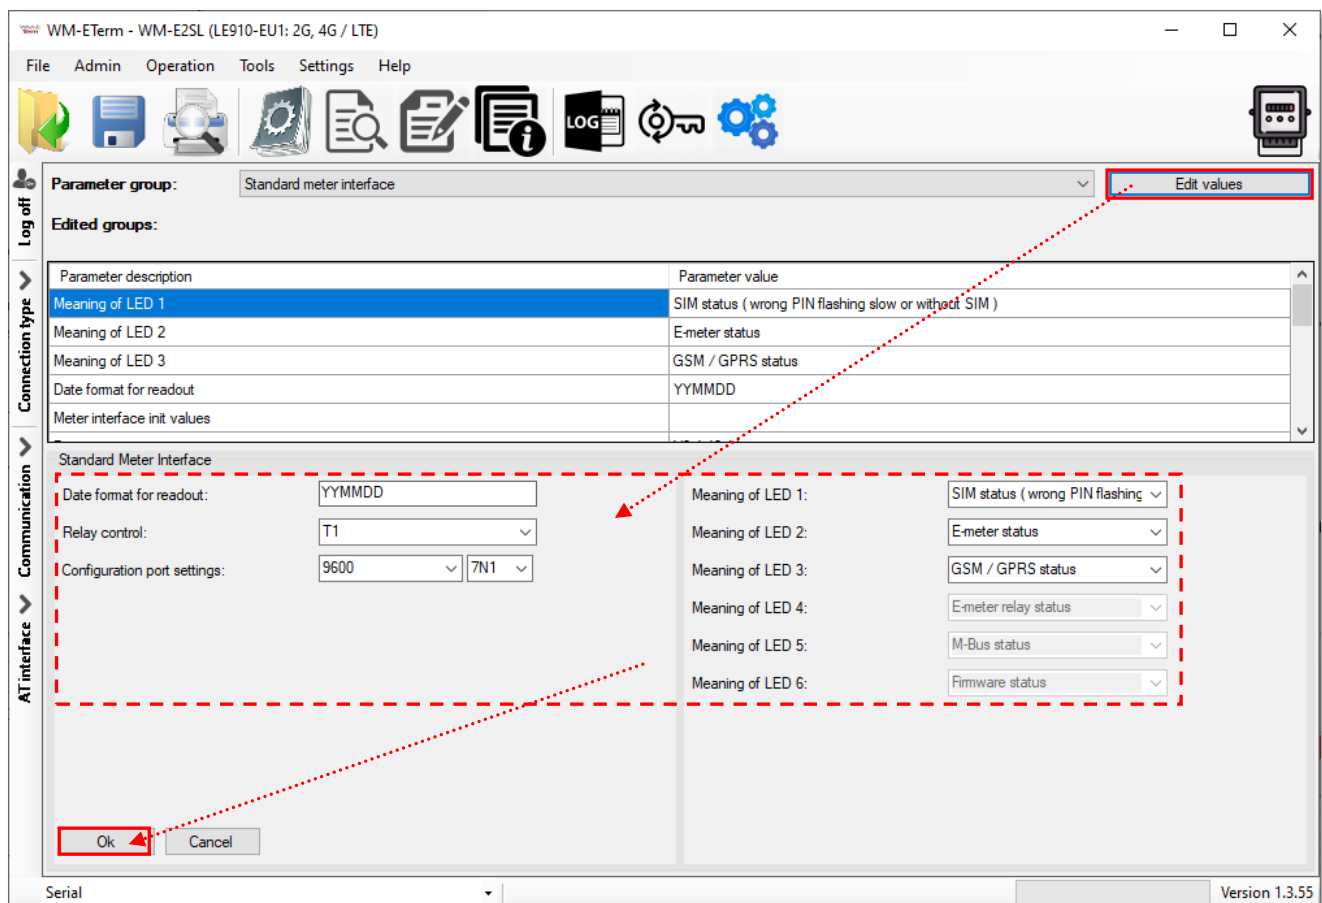 WM-ETerm - WM-E2SL (LE910-EU1: 2G, 4G / LTE)
File Admin Operation Tools Settings Help
LOG
Log off
Connection type
Communication
AT interface
Parameter group: Standard meter interface Edit values
Edited groups:
Parameter description Parameter value
Meaning of LED 1 SIM status ( wrong PIN flashing slow or without SIM )
Meaning of LED 2 E-meter status
Meaning of LED 3 GSM / GPRS status
Date format for readout YYMMDD
Meter interface init values
Standard Meter Interface
Date format for readout: YYMMDD Meaning of LED 1: SIM status ( wrong PIN flashing
Relay control: T1 Meaning of LED 2: E-meter status
Configuration port settings: 9600 7N1 Meaning of LED 3: GSM / GPRS status
Meaning of LED 4: E-meter relay status
Meaning of LED 5: M-Bus status
Meaning of LED 6: Firmware status
Ok Cancel
Serial Version 1.3.55